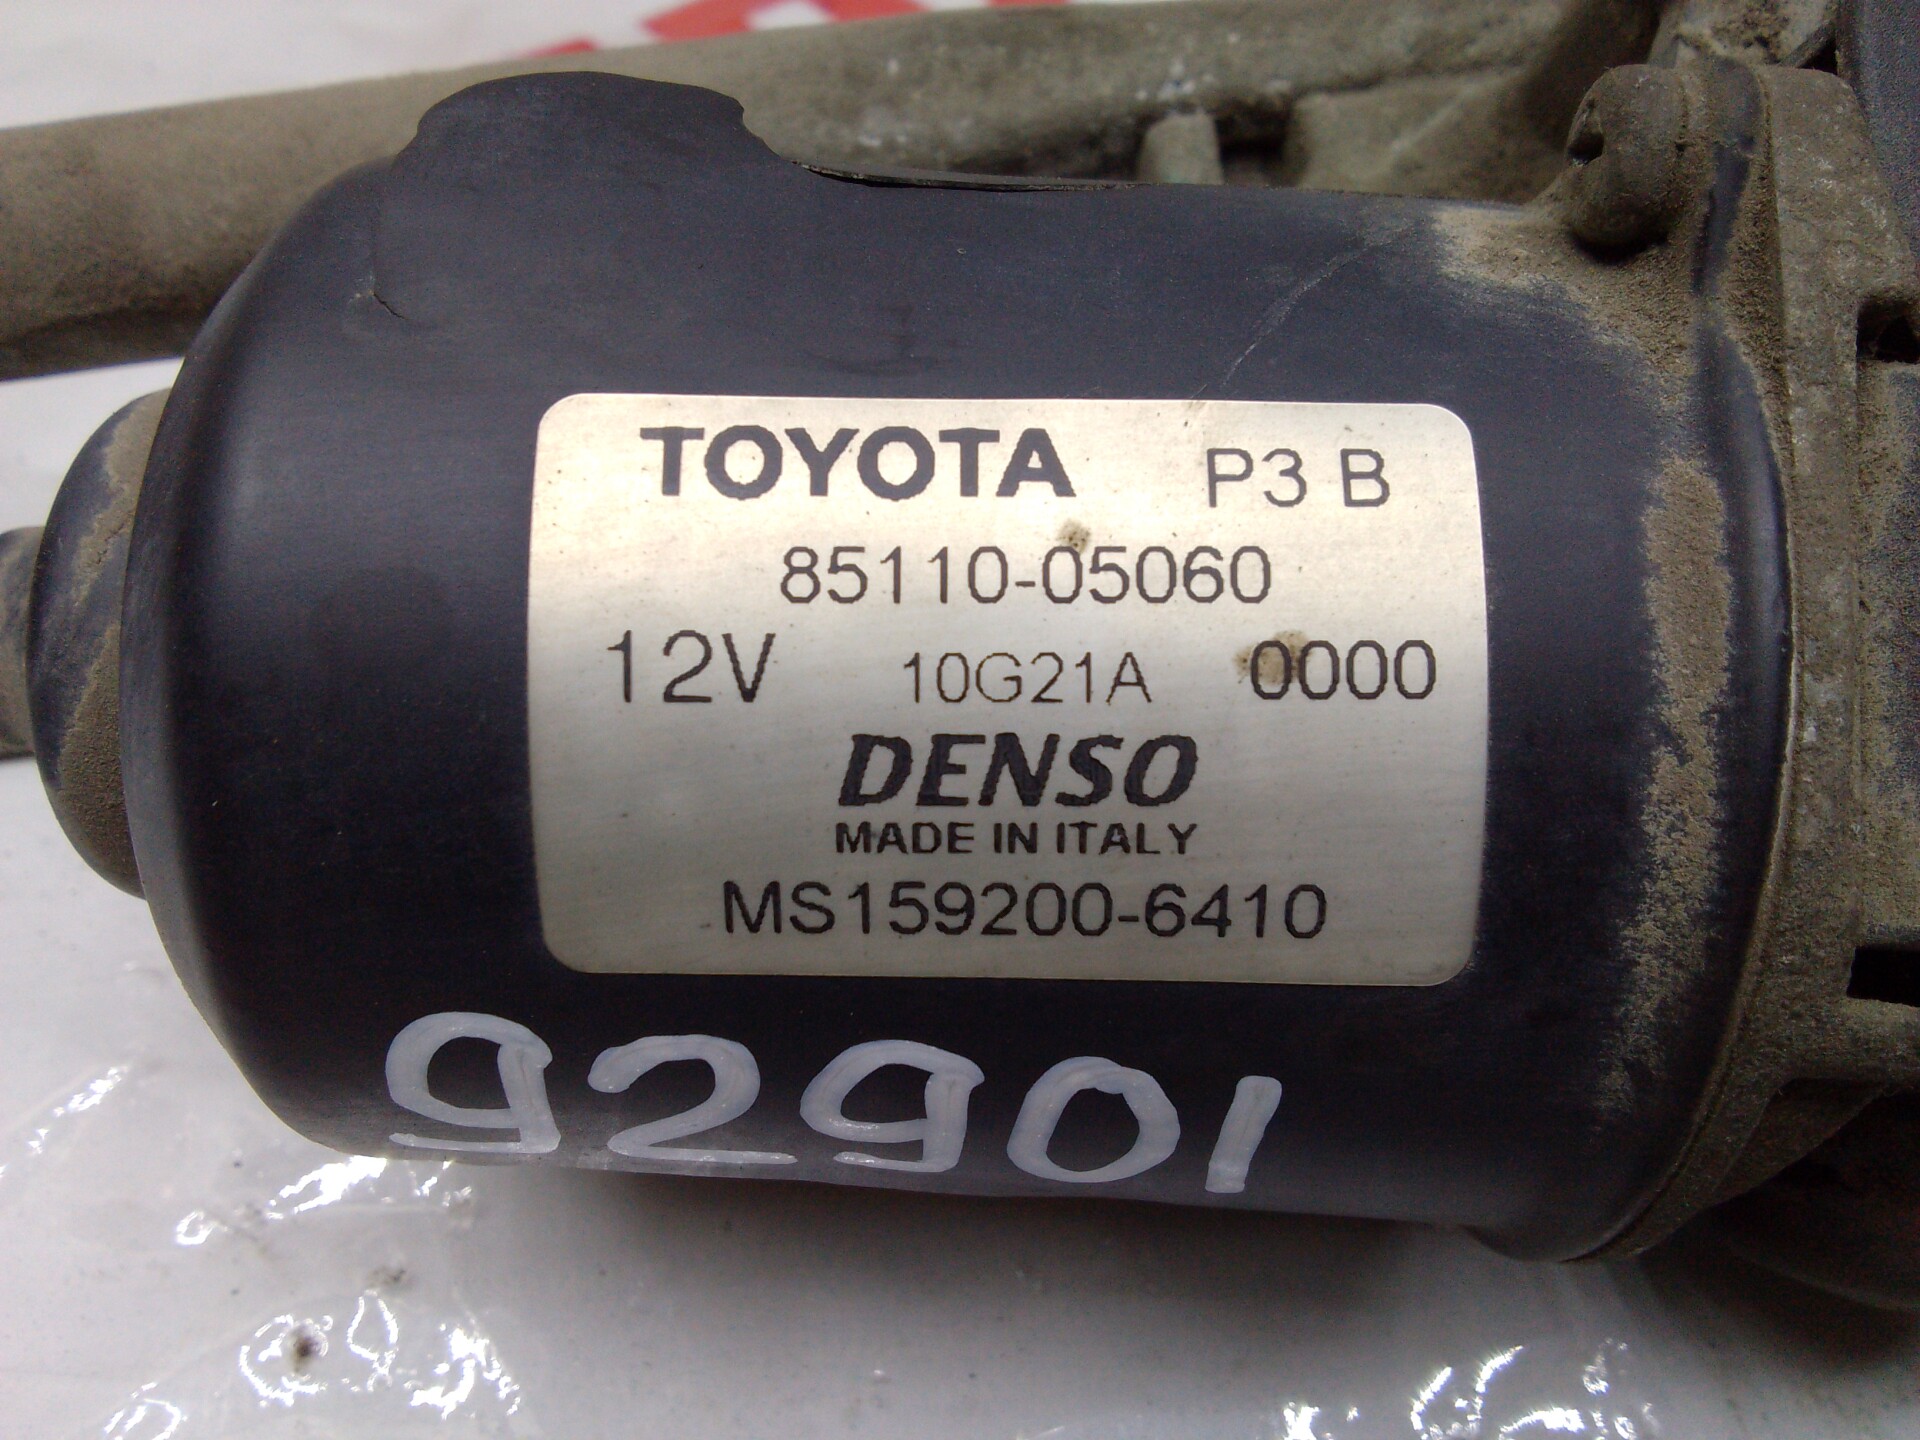 TOYOTA P3 B
85110-05060
12V 10G21A 0000
DENSO
MADE IN ITALY
MS159200-6410
92901